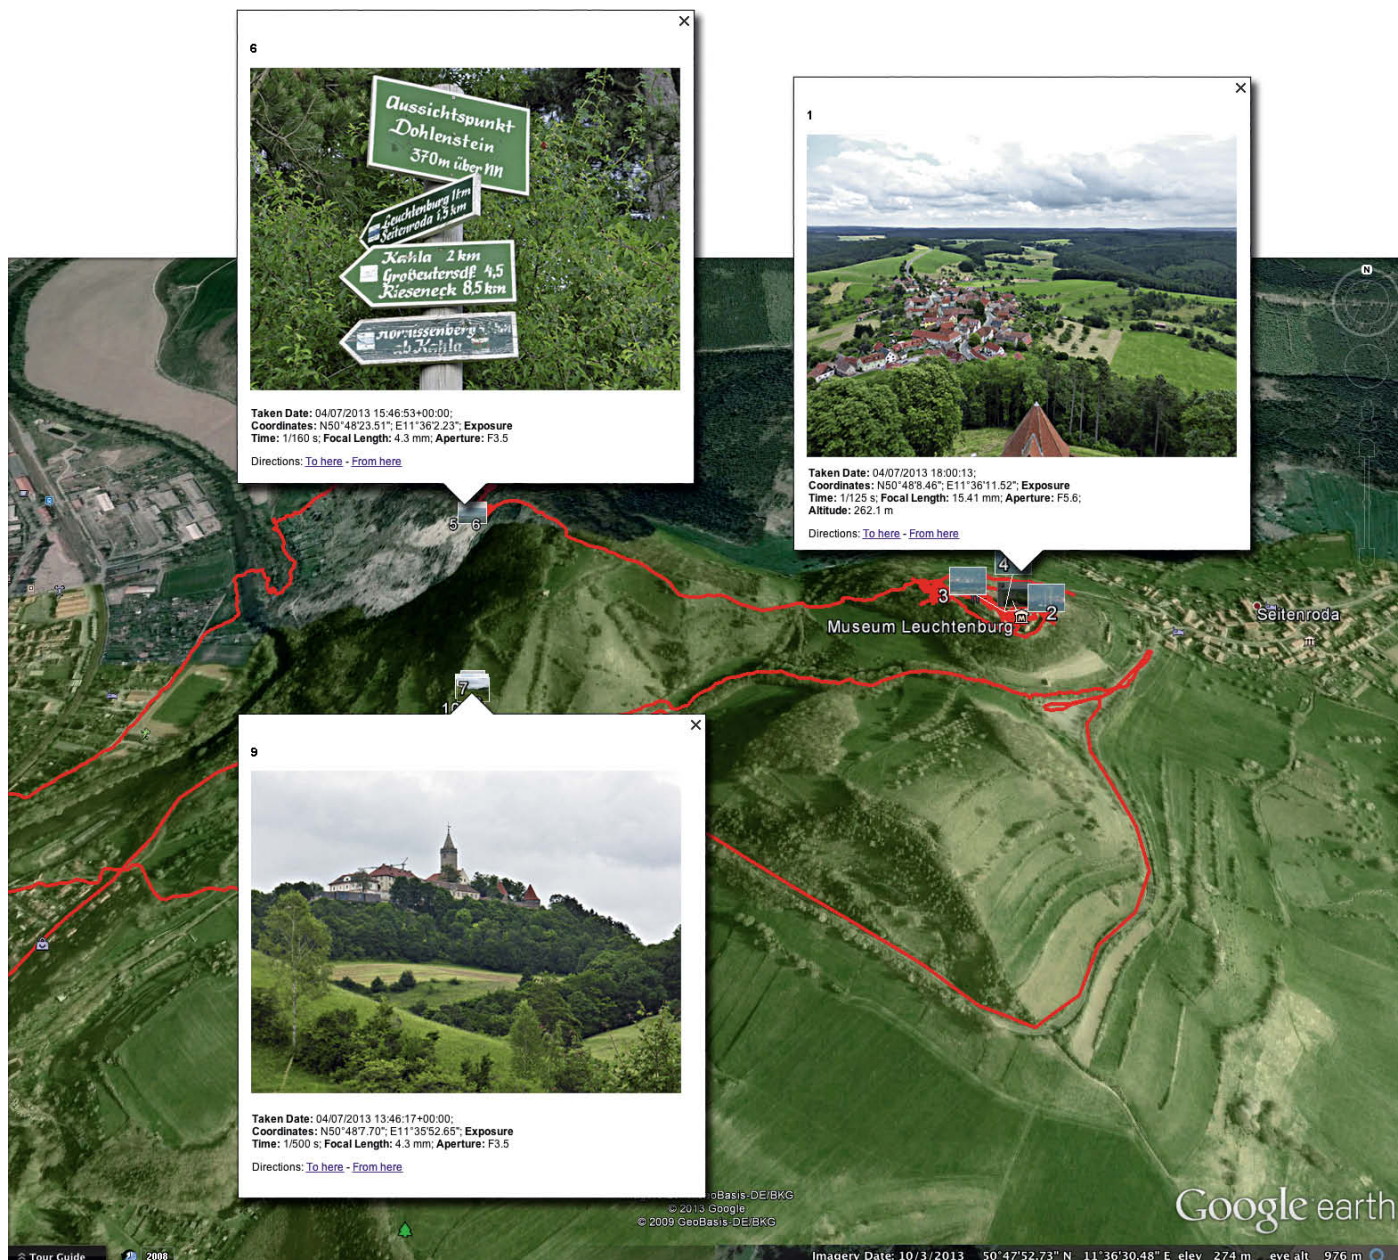 6
Aussichtspunkt
Dohlenstein
370m über NN
Leuchtenburg 1km
Seitenroda 1,5 km
Kahla 2 km
Großeutersdf. 4,5
Rieseneck 8,5 km
ab Kahla
Taken Date: 04/07/2013 15:46:53+00:00;
Coordinates: N50°48'23.51"; E11°36'2.23"; Exposure
Time: 1/160 s; Focal Length: 4.3 mm; Aperture: F3.5
Directions: To here - From here
1
Taken Date: 04/07/2013 18:00:13;
Coordinates: N50°48'8.46"; E11°36'11.52"; Exposure
Time: 1/125 s; Focal Length: 15.41 mm; Aperture: F5.6;
Altitude: 262.1 m
Directions: To here - From here
N
5 6
4
3
2
Museum Leuchtenburg
Seitenroda
7
10
9
Taken Date: 04/07/2013 13:46:17+00:00;
Coordinates: N50°48'7.70"; E11°35'52.65"; Exposure
Time: 1/500 s; Focal Length: 4.3 mm; Aperture: F3.5
Directions: To here - From here
GeoBasis-DE/BKG
© 2013 Google
© 2009 GeoBasis-DE/BKG
Google earth
Tour Guide
2008
Imagery Date: 10/3/2013 50°47'52.73" N 11°36'30.48" E elev 274 m eye alt 976 m